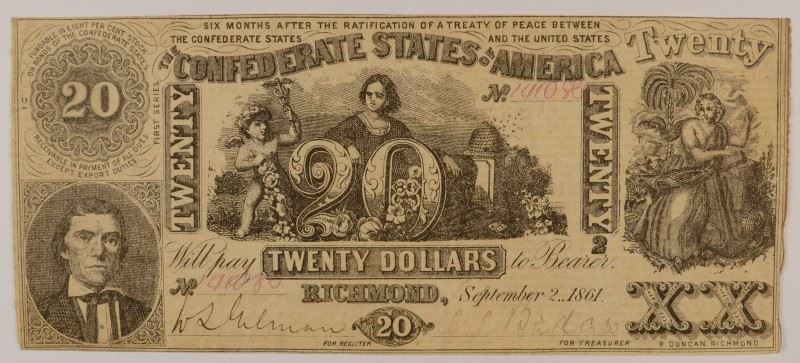 SIX MONTHS AFTER THE RATIFICATION OF A TREATY OF PEACE BETWEEN
THE CONFEDERATE STATES AND THE UNITED STATES
FUNDABLE IN EIGHT PER CENT. STOCK
OR BONDS OF THE CONFEDERATE STATES
20
RECEIVABLE IN PAYMENT OF ALL DUES
EXCEPT EXPORT DUTIES
FIRST SERIES
THE CONFEDERATE STATES OF AMERICA
Twenty
No.
TWENTY
20
TWENTY
2
Will pay TWENTY DOLLARS to Bearer.
No.
RICHMOND, September 2, 1861.
XX
20
FOR REGISTER
FOR TREASURER
B. DUNCAN, RICHMOND